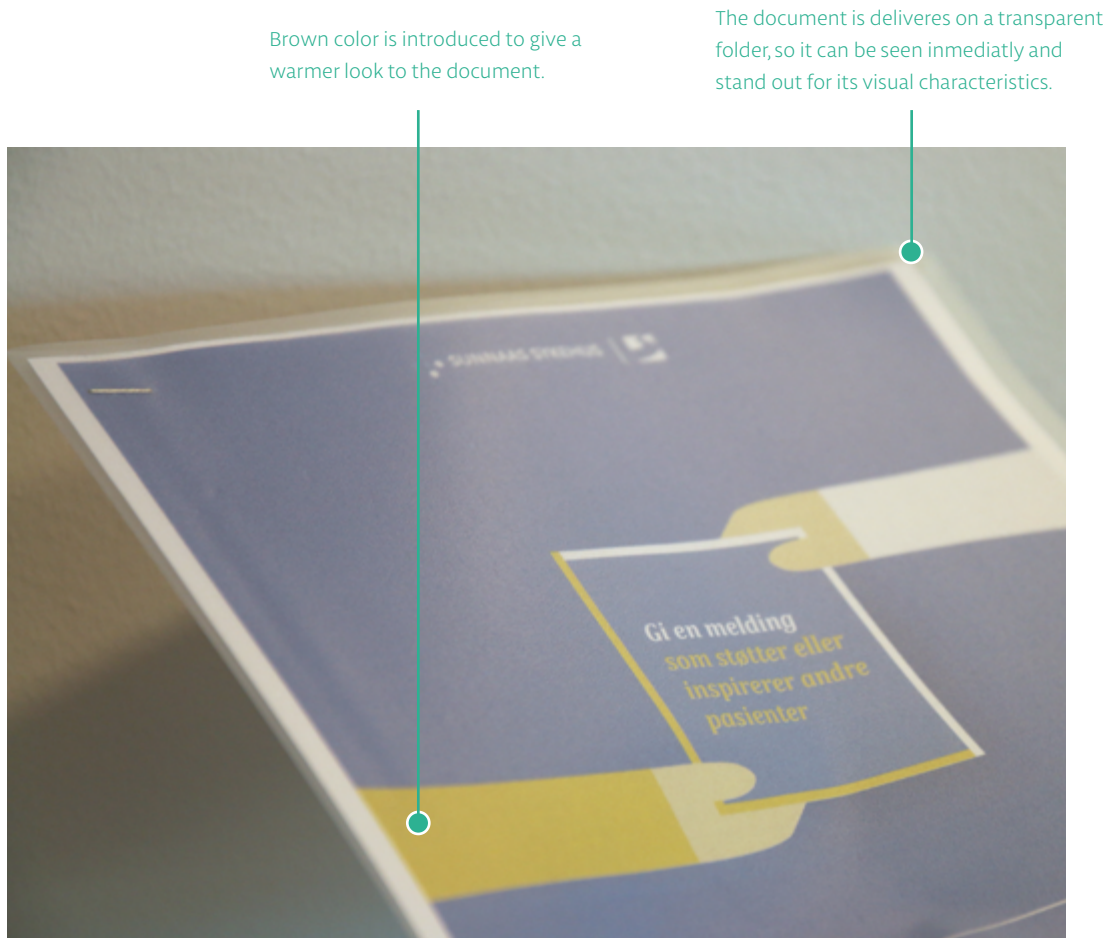 Brown color is introduced to give a
warmer look to the document.
The document is deliveres on a transparent
folder, so it can be seen inmediatly and
stand out for its visual characteristics.
SUNNAAS SYKEHUS
Gi en melding
som støtter eller
inspirerer andre
pasienter